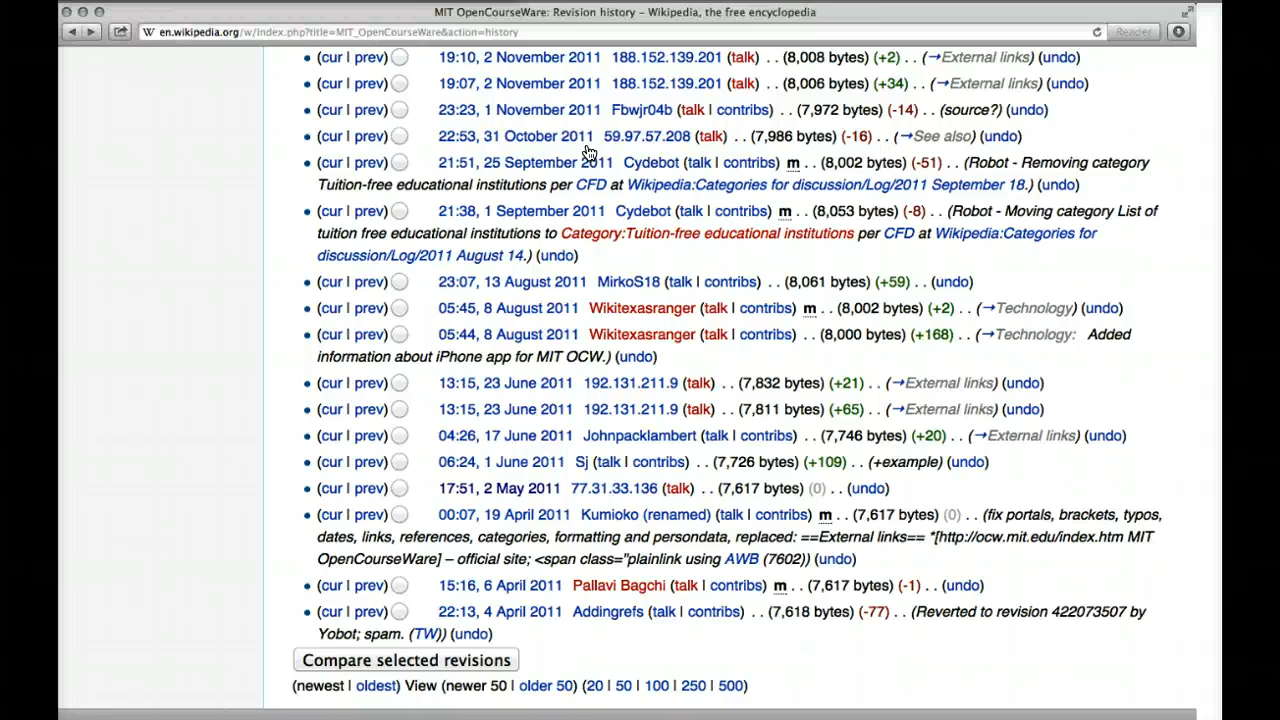 MIT OpenCourseWare: Revision history – Wikipedia, the free encyclopedia
W en.wikipedia.org/w/index.php?title=MIT_OpenCourseWare&action=history Reader
(cur | prev) 19:10, 2 November 2011 188.152.139.201 (talk) . . (8,008 bytes) (+2) . . (→External links) (undo)
(cur | prev) 19:07, 2 November 2011 188.152.139.201 (talk) . . (8,006 bytes) (+34) . . (→External links) (undo)
(cur | prev) 23:23, 1 November 2011 Fbwjr04b (talk | contribs) . . (7,972 bytes) (-14) . . (source?) (undo)
(cur | prev) 22:53, 31 October 2011 59.97.57.208 (talk) . . (7,986 bytes) (-16) . . (→See also) (undo)
(cur | prev) 21:51, 25 September 2011 Cydebot (talk | contribs) m . . (8,002 bytes) (-51) . . (Robot - Removing category
Tuition-free educational institutions per CFD at Wikipedia:Categories for discussion/Log/2011 September 18.) (undo)
(cur | prev) 21:38, 1 September 2011 Cydebot (talk | contribs) m . . (8,053 bytes) (-8) . . (Robot - Moving category List of
tuition free educational institutions to Category:Tuition-free educational institutions per CFD at Wikipedia:Categories for
discussion/Log/2011 August 14.) (undo)
(cur | prev) 23:07, 13 August 2011 MirkoS18 (talk | contribs) . . (8,061 bytes) (+59) . . (undo)
(cur | prev) 05:45, 8 August 2011 Wikitexasranger (talk | contribs) m . . (8,002 bytes) (+2) . . (→Technology) (undo)
(cur | prev) 05:44, 8 August 2011 Wikitexasranger (talk | contribs) . . (8,000 bytes) (+168) . . (→Technology: Added
information about iPhone app for MIT OCW.) (undo)
(cur | prev) 13:15, 23 June 2011 192.131.211.9 (talk) . . (7,832 bytes) (+21) . . (→External links) (undo)
(cur | prev) 13:15, 23 June 2011 192.131.211.9 (talk) . . (7,811 bytes) (+65) . . (→External links) (undo)
(cur | prev) 04:26, 17 June 2011 Johnpacklambert (talk | contribs) . . (7,746 bytes) (+20) . . (→External links) (undo)
(cur | prev) 06:24, 1 June 2011 Sj (talk | contribs) . . (7,726 bytes) (+109) . . (+example) (undo)
(cur | prev) 17:51, 2 May 2011 77.31.33.136 (talk) . . (7,617 bytes) (0) . . (undo)
(cur | prev) 00:07, 19 April 2011 Kumioko (renamed) (talk | contribs) m . . (7,617 bytes) (0) . . (fix portals, brackets, typos,
dates, links, references, categories, formatting and persondata, replaced: ==External links== *[http://ocw.mit.edu/index.htm MIT
OpenCourseWare] – official site; <span class="plainlink using AWB (7602)) (undo)
(cur | prev) 15:16, 6 April 2011 Pallavi Bagchi (talk | contribs) m . . (7,617 bytes) (-1) . . (undo)
(cur | prev) 22:13, 4 April 2011 Addingrefs (talk | contribs) . . (7,618 bytes) (-77) . . (Reverted to revision 422073507 by
Yobot; spam. (TW)) (undo)
Compare selected revisions
(newest | oldest) View (newer 50 | older 50) (20 | 50 | 100 | 250 | 500)